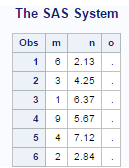 The SAS System
Obs m n o
1 6 2.13 .
2 3 4.25 .
3 1 6.37 .
4 9 5.67 .
5 4 7.12 .
6 2 2.84 .